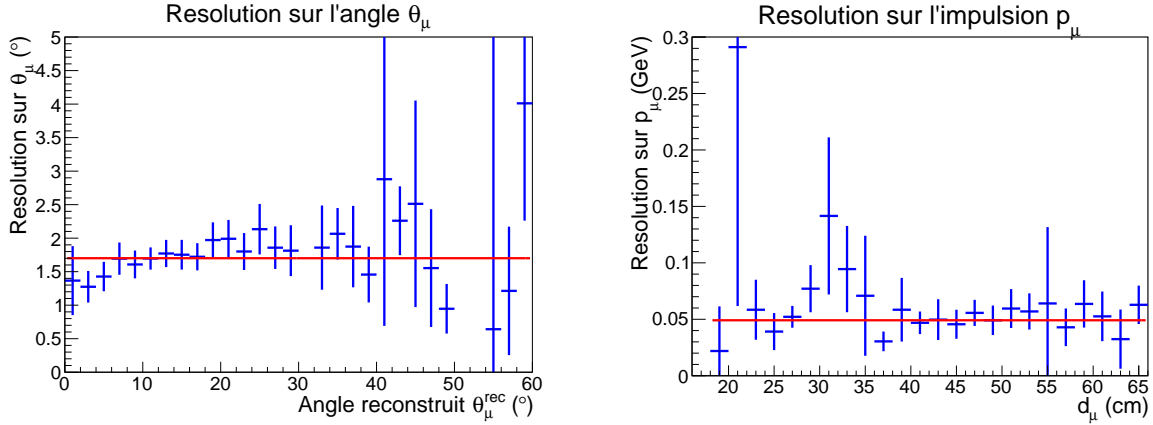 Resolution sur l'angle θμ
Resolution sur θμ (°)
5
4.5
4
3.5
3
2.5
2
1.5
1
0.5
0
0 10 20 30 40 50 60
Angle reconstruit θμ^rec (°)
Resolution sur l'impulsion pμ
Resolution sur pμ (GeV)
0.3
0.25
0.2
0.15
0.1
0.05
0
20 25 30 35 40 45 50 55 60 65
dμ (cm)